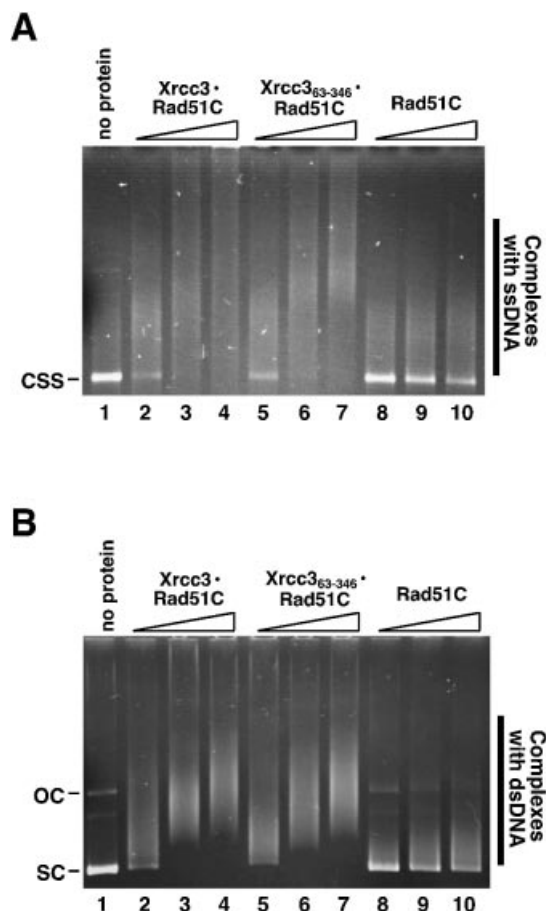 A
no protein
Xrcc3·
Rad51C
Xrcc363-346·
Rad51C
Rad51C
CSS
Complexes
with ssDNA
1 2 3 4 5 6 7 8 9 10
B
no protein
Xrcc3·
Rad51C
Xrcc363-346·
Rad51C
Rad51C
OC
SC
Complexes
with dsDNA
1 2 3 4 5 6 7 8 9 10